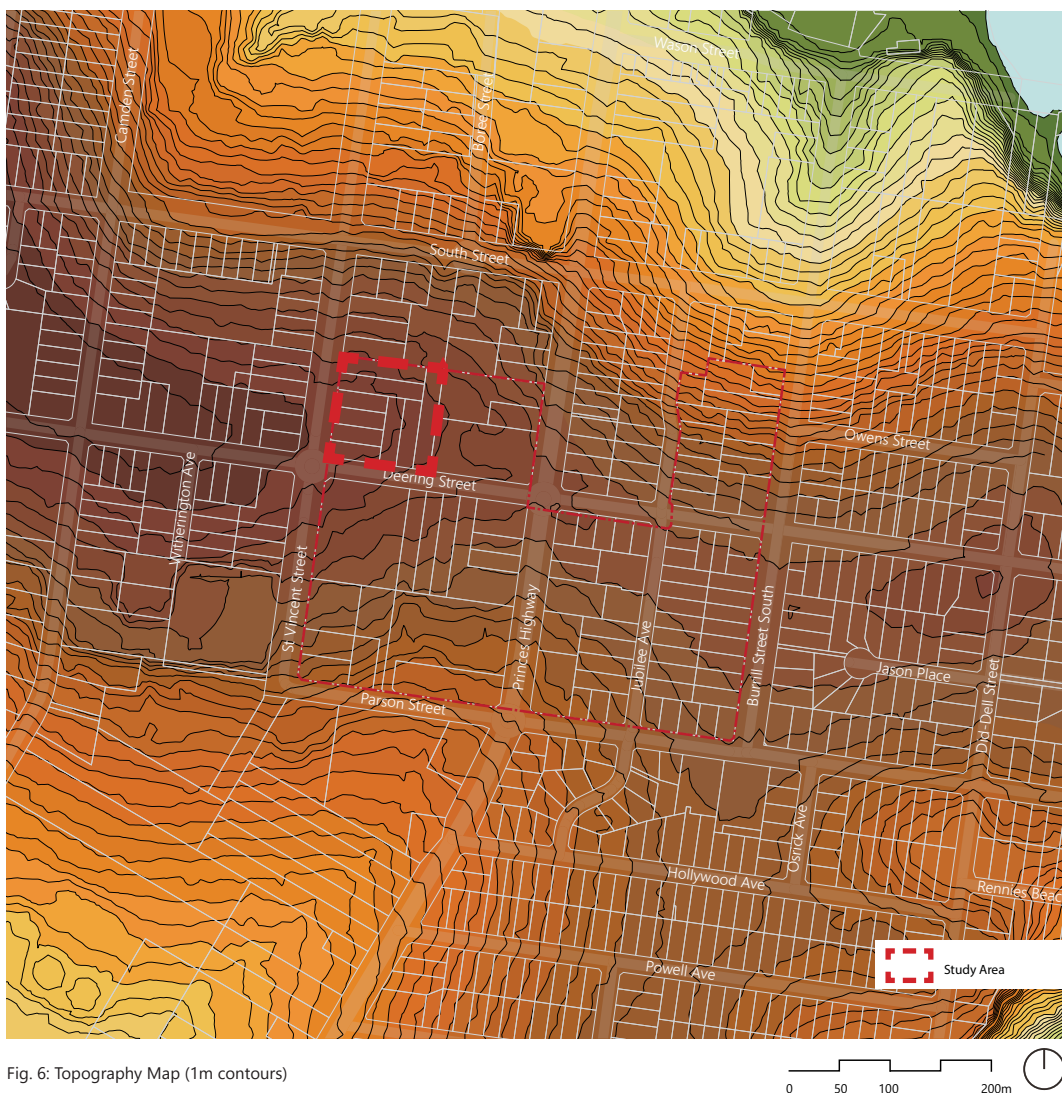 Wason Street
Camden Street
Boree Street
South Street
Owens Street
Deering Street
Witherington Ave
St Vincent Street
Princes Highway
Jubilee Ave
Burrill Street South
Jason Place
Did-Dell Street
Parson Street
Osrick Ave
Hollywood Ave
Rennies Beac
Powell Ave
Study Area
Fig. 6: Topography Map (1m contours)
0 50 100 200m